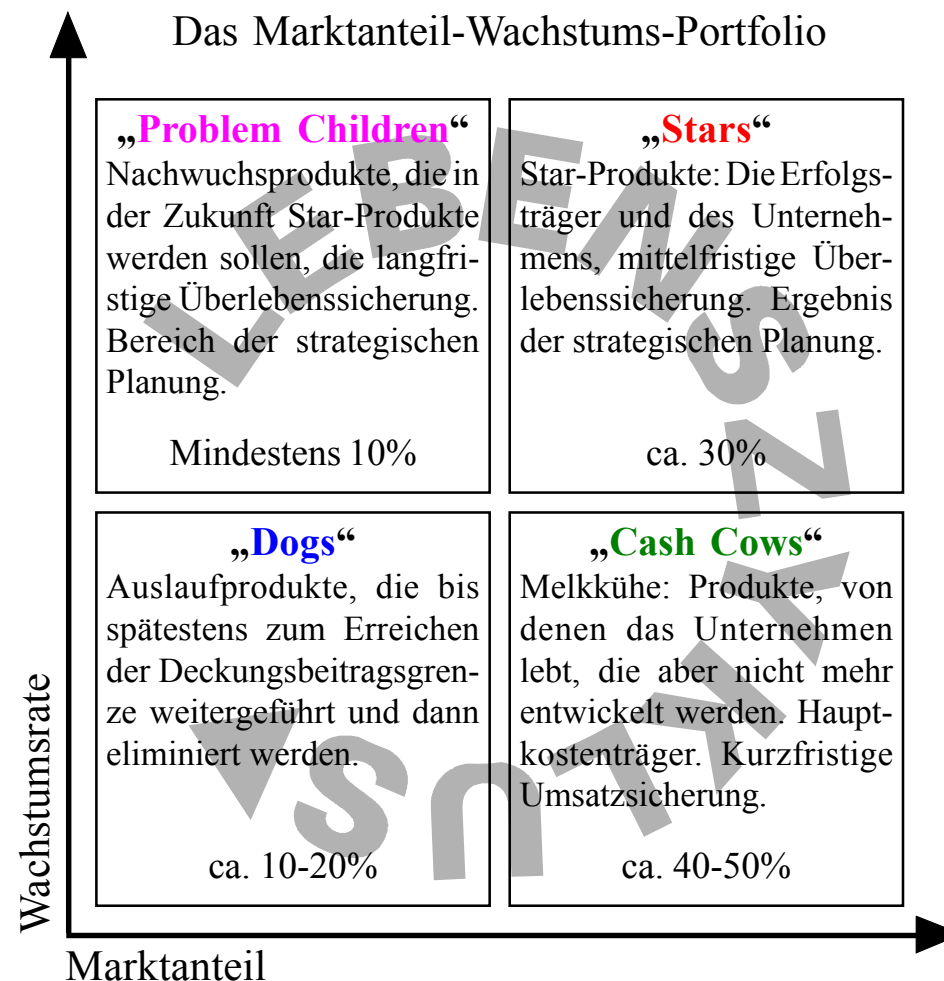 Das Marktanteil-Wachstums-Portfolio
„Problem Children“
Nachwuchsprodukte, die in
der Zukunft Star-Produkte
werden sollen, die langfri-
stige Überlebenssicherung.
Bereich der strategischen
Planung.
Mindestens 10%
„Stars“
Star-Produkte: Die Erfolgs-
träger und des Unterneh-
mens, mittelfristige Über-
lebenssicherung. Ergebnis
der strategischen Planung.
ca. 30%
„Dogs“
Auslaufprodukte, die bis
spätestens zum Erreichen
der Deckungsbeitragsgren-
ze weitergeführt und dann
eliminiert werden.
ca. 10-20%
„Cash Cows“
Melkkühe: Produkte, von
denen das Unternehmen
lebt, die aber nicht mehr
entwickelt werden. Haupt-
kostenträger. Kurzfristige
Umsatzsicherung.
ca. 40-50%
LEBENSZYKLUS
Wachstumsrate
Marktanteil